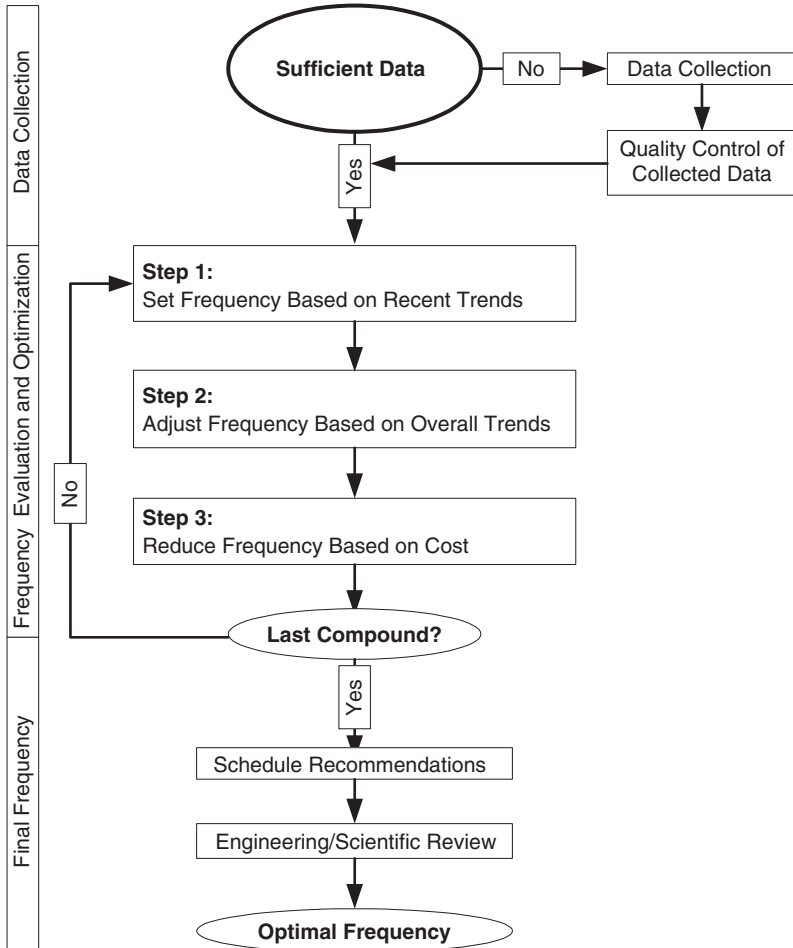 Data Collection
Sufficient Data
No
Data Collection
Quality Control of
Collected Data
Yes
Frequency Evaluation and Optimization
Step 1:
Set Frequency Based on Recent Trends
Step 2:
Adjust Frequency Based on Overall Trends
No
Step 3:
Reduce Frequency Based on Cost
Last Compound?
Yes
Final Frequency
Schedule Recommendations
Engineering/Scientific Review
Optimal Frequency